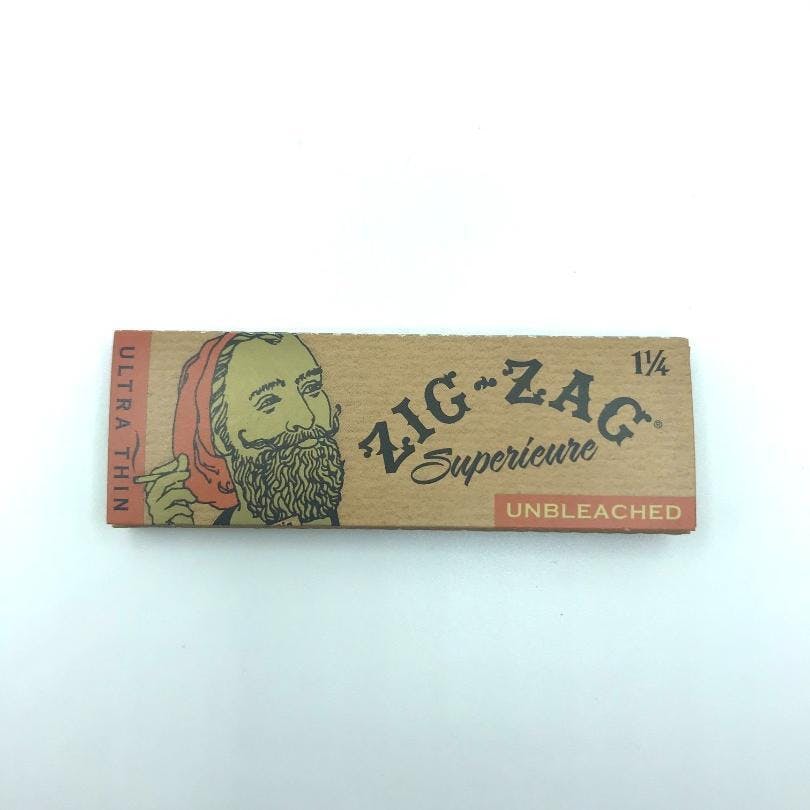 ULTRA THIN
ZIG-ZAG®
Superieure
1¼
UNBLEACHED